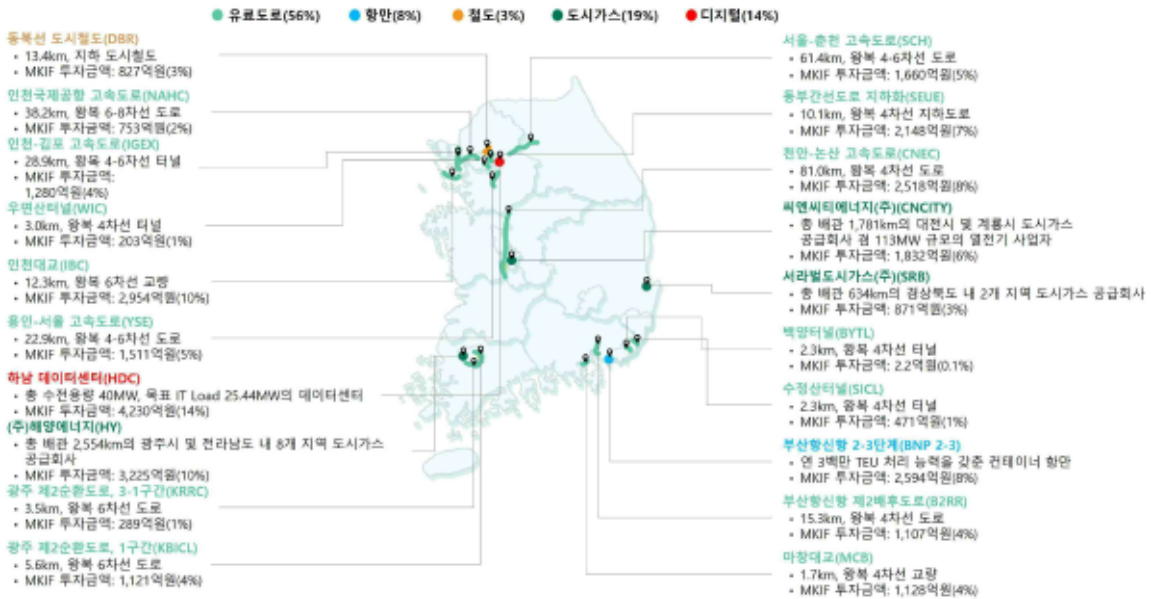 유료도로(56%) 항만(8%) 철도(3%) 도시가스(19%) 디지털(14%)
동북선 도시철도(DBR)
• 13.4km, 지하 도시철도
• MKIF 투자금액: 827억원(3%)
인천국제공항 고속도로(NAHC)
• 38.2km, 왕복 6-8차선 도로
• MKIF 투자금액: 753억원(2%)
인천-김포 고속도로(IGEX)
• 28.9km, 왕복 4-6차선 터널
• MKIF 투자금액:
1,280억원(4%)
우면산터널(WIC)
• 3.0km, 왕복 4차선 터널
• MKIF 투자금액: 203억원(1%)
인천대교(IBC)
• 12.3km, 왕복 6차선 교량
• MKIF 투자금액: 2,954억원(10%)
용인-서울 고속도로(YSE)
• 22.9km, 왕복 4-6차선 도로
• MKIF 투자금액: 1,511억원(5%)
하남 데이터센터(HDC)
• 총 수전용량 40MW, 목표 IT Load 25.44MW의 데이터센터
• MKIF 투자금액: 4,230억원(14%)
(주)해양에너지(HY)
• 총 배관 2,554km의 광주시 및 전라남도 내 8개 지역 도시가스
공급회사
• MKIF 투자금액: 3,225억원(10%)
광주 제2순환도로, 3-1구간(KRRC)
• 3.5km, 왕복 6차선 도로
• MKIF 투자금액: 289억원(1%)
광주 제2순환도로, 1구간(KBICL)
• 5.6km, 왕복 6차선 도로
• MKIF 투자금액: 1,121억원(4%)
서울-춘천 고속도로(SCH)
• 61.4km, 왕복 4-6차선 도로
• MKIF 투자금액: 1,660억원(5%)
동부간선도로 지하화(SEUE)
• 10.1km, 왕복 4차선 지하도로
• MKIF 투자금액: 2,148억원(7%)
천안-논산 고속도로(CNEC)
• 81.0km, 왕복 4차선 도로
• MKIF 투자금액: 2,518억원(8%)
씨엔씨티에너지(주)(CNCITY)
• 총 배관 1,781km의 대전시 및 계룡시 도시가스
공급회사 겸 113MW 규모의 열전기 사업자
• MKIF 투자금액: 1,832억원(6%)
서라벌도시가스(주)(SRB)
• 총 배관 634km의 경상북도 내 2개 지역 도시가스 공급회사
• MKIF 투자금액: 871억원(3%)
백양터널(BYTL)
• 2.3km, 왕복 4차선 터널
• MKIF 투자금액: 2.2억원(0.1%)
수정산터널(SICL)
• 2.3km, 왕복 4차선 터널
• MKIF 투자금액: 471억원(1%)
부산항신항 2-3단계(BNP 2-3)
• 연 3백만 TEU 처리 능력을 갖춘 컨테이너 항만
• MKIF 투자금액: 2,594억원(8%)
부산항신항 제2배후도로(B2RR)
• 15.3km, 왕복 4차선 도로
• MKIF 투자금액: 1,107억원(4%)
마창대교(MCB)
• 1.7km, 왕복 4차선 교량
• MKIF 투자금액: 1,128억원(4%)